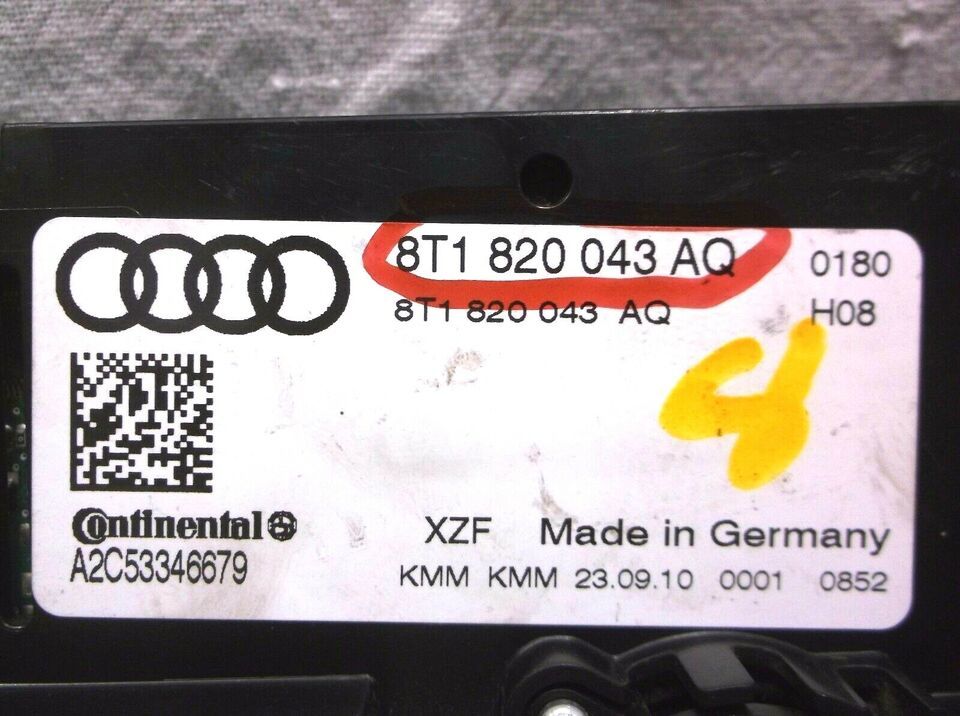 8T1 820 043 AQ 0180
8T1 820 043 AQ H08
Continental
XZF Made in Germany
A2C53346679
KMM KMM 23.09.10 0001 0852